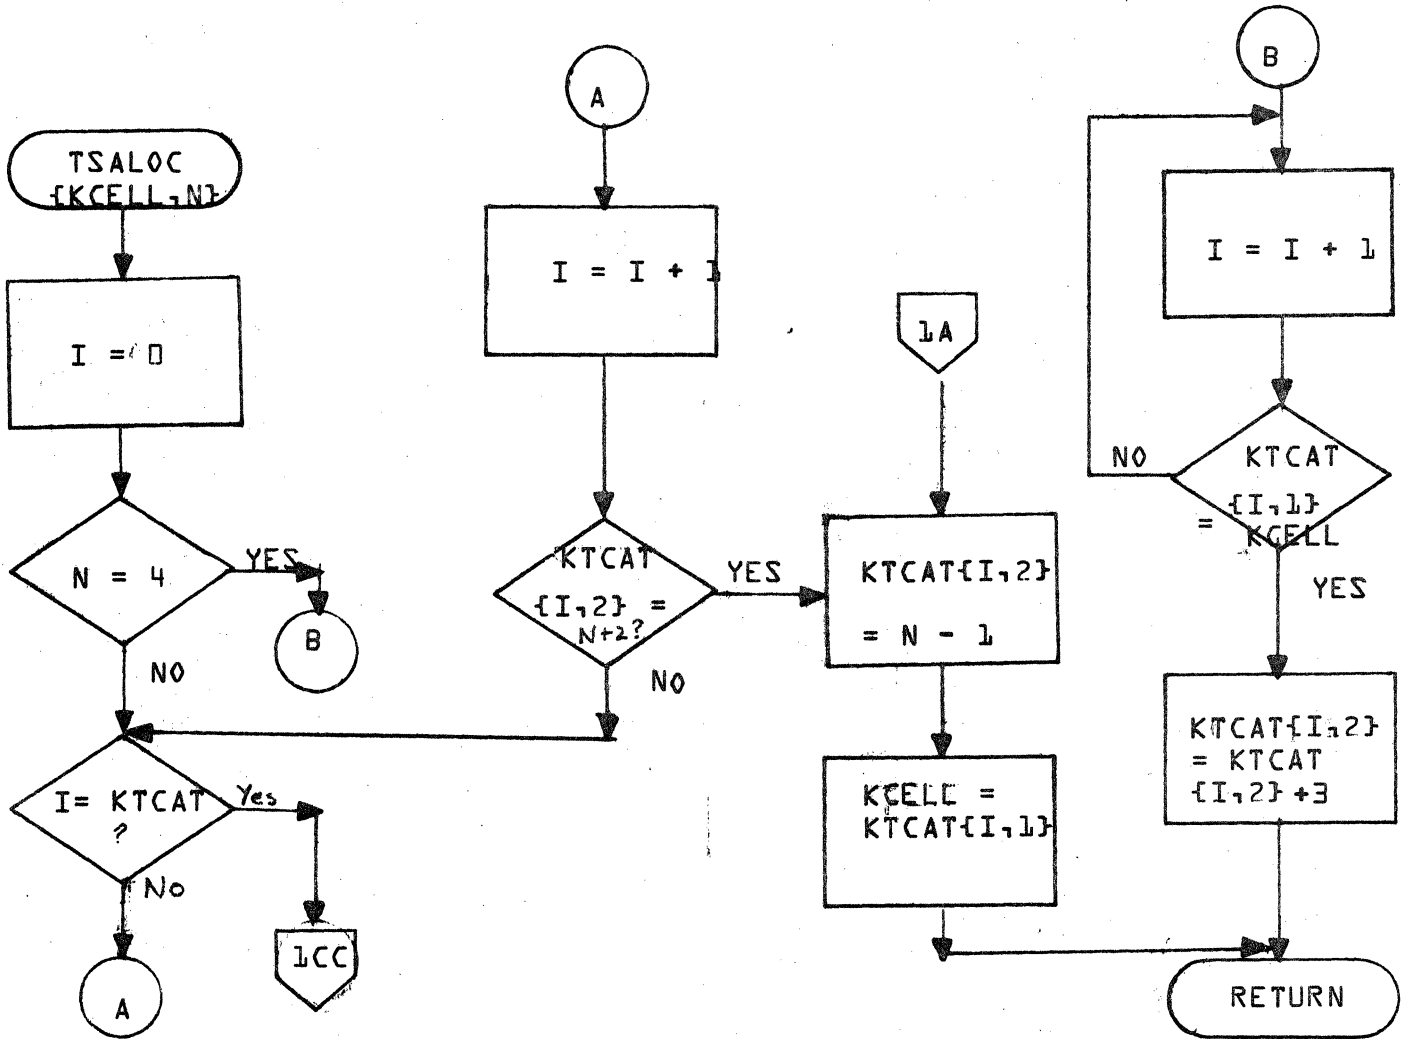 TSALOC
{KCELL,N}
I = 0
N = 4
YES
B
NO
I= KTCAT
?
Yes
No
1CC
A
A
I = I + 1
KTCAT
{I,2} =
N+2?
YES
NO
1A
KTCAT{I,2}
= N - 1
KCELL =
KTCAT{I,1}
B
I = I + 1
KTCAT
{I,1}
= KCELL
NO
YES
KTCAT{I,2}
= KTCAT
{I,2}+3
RETURN